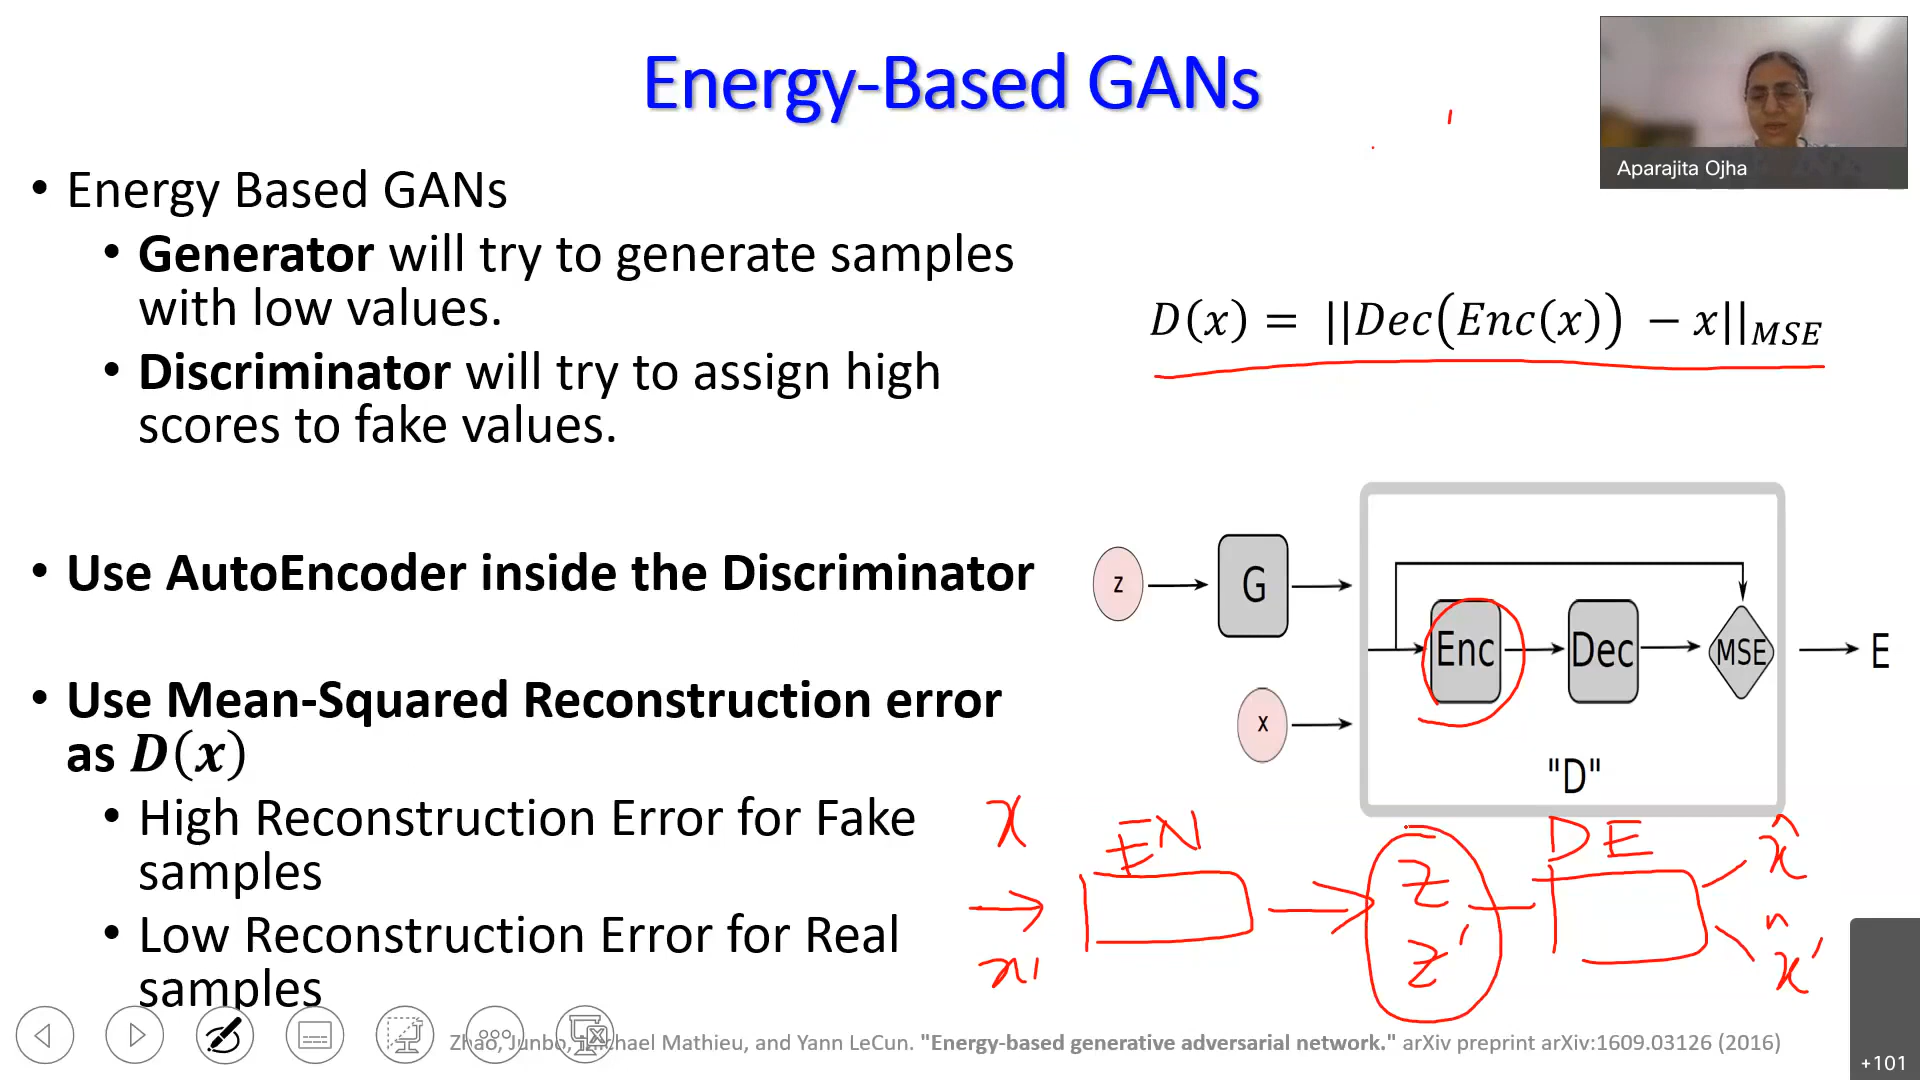 Energy-Based GANs
Aparajita Ojha
• Energy Based GANs
• Generator will try to generate samples
with low values.
• Discriminator will try to assign high
scores to fake values.
D(x) = ||Dec(Enc(x)) − x||MSE
• Use AutoEncoder inside the Discriminator
• Use Mean-Squared Reconstruction error
as D(x)
• High Reconstruction Error for Fake
samples
• Low Reconstruction Error for Real
samples
z
G
Enc
Dec
MSE
E
x
"D"
x
EN
z
DE
x̂
x'
z'
x̂'
Zhao, Junbo, Michael Mathieu, and Yann LeCun. "Energy-based generative adversarial network." arXiv preprint arXiv:1609.03126 (2016)
+101